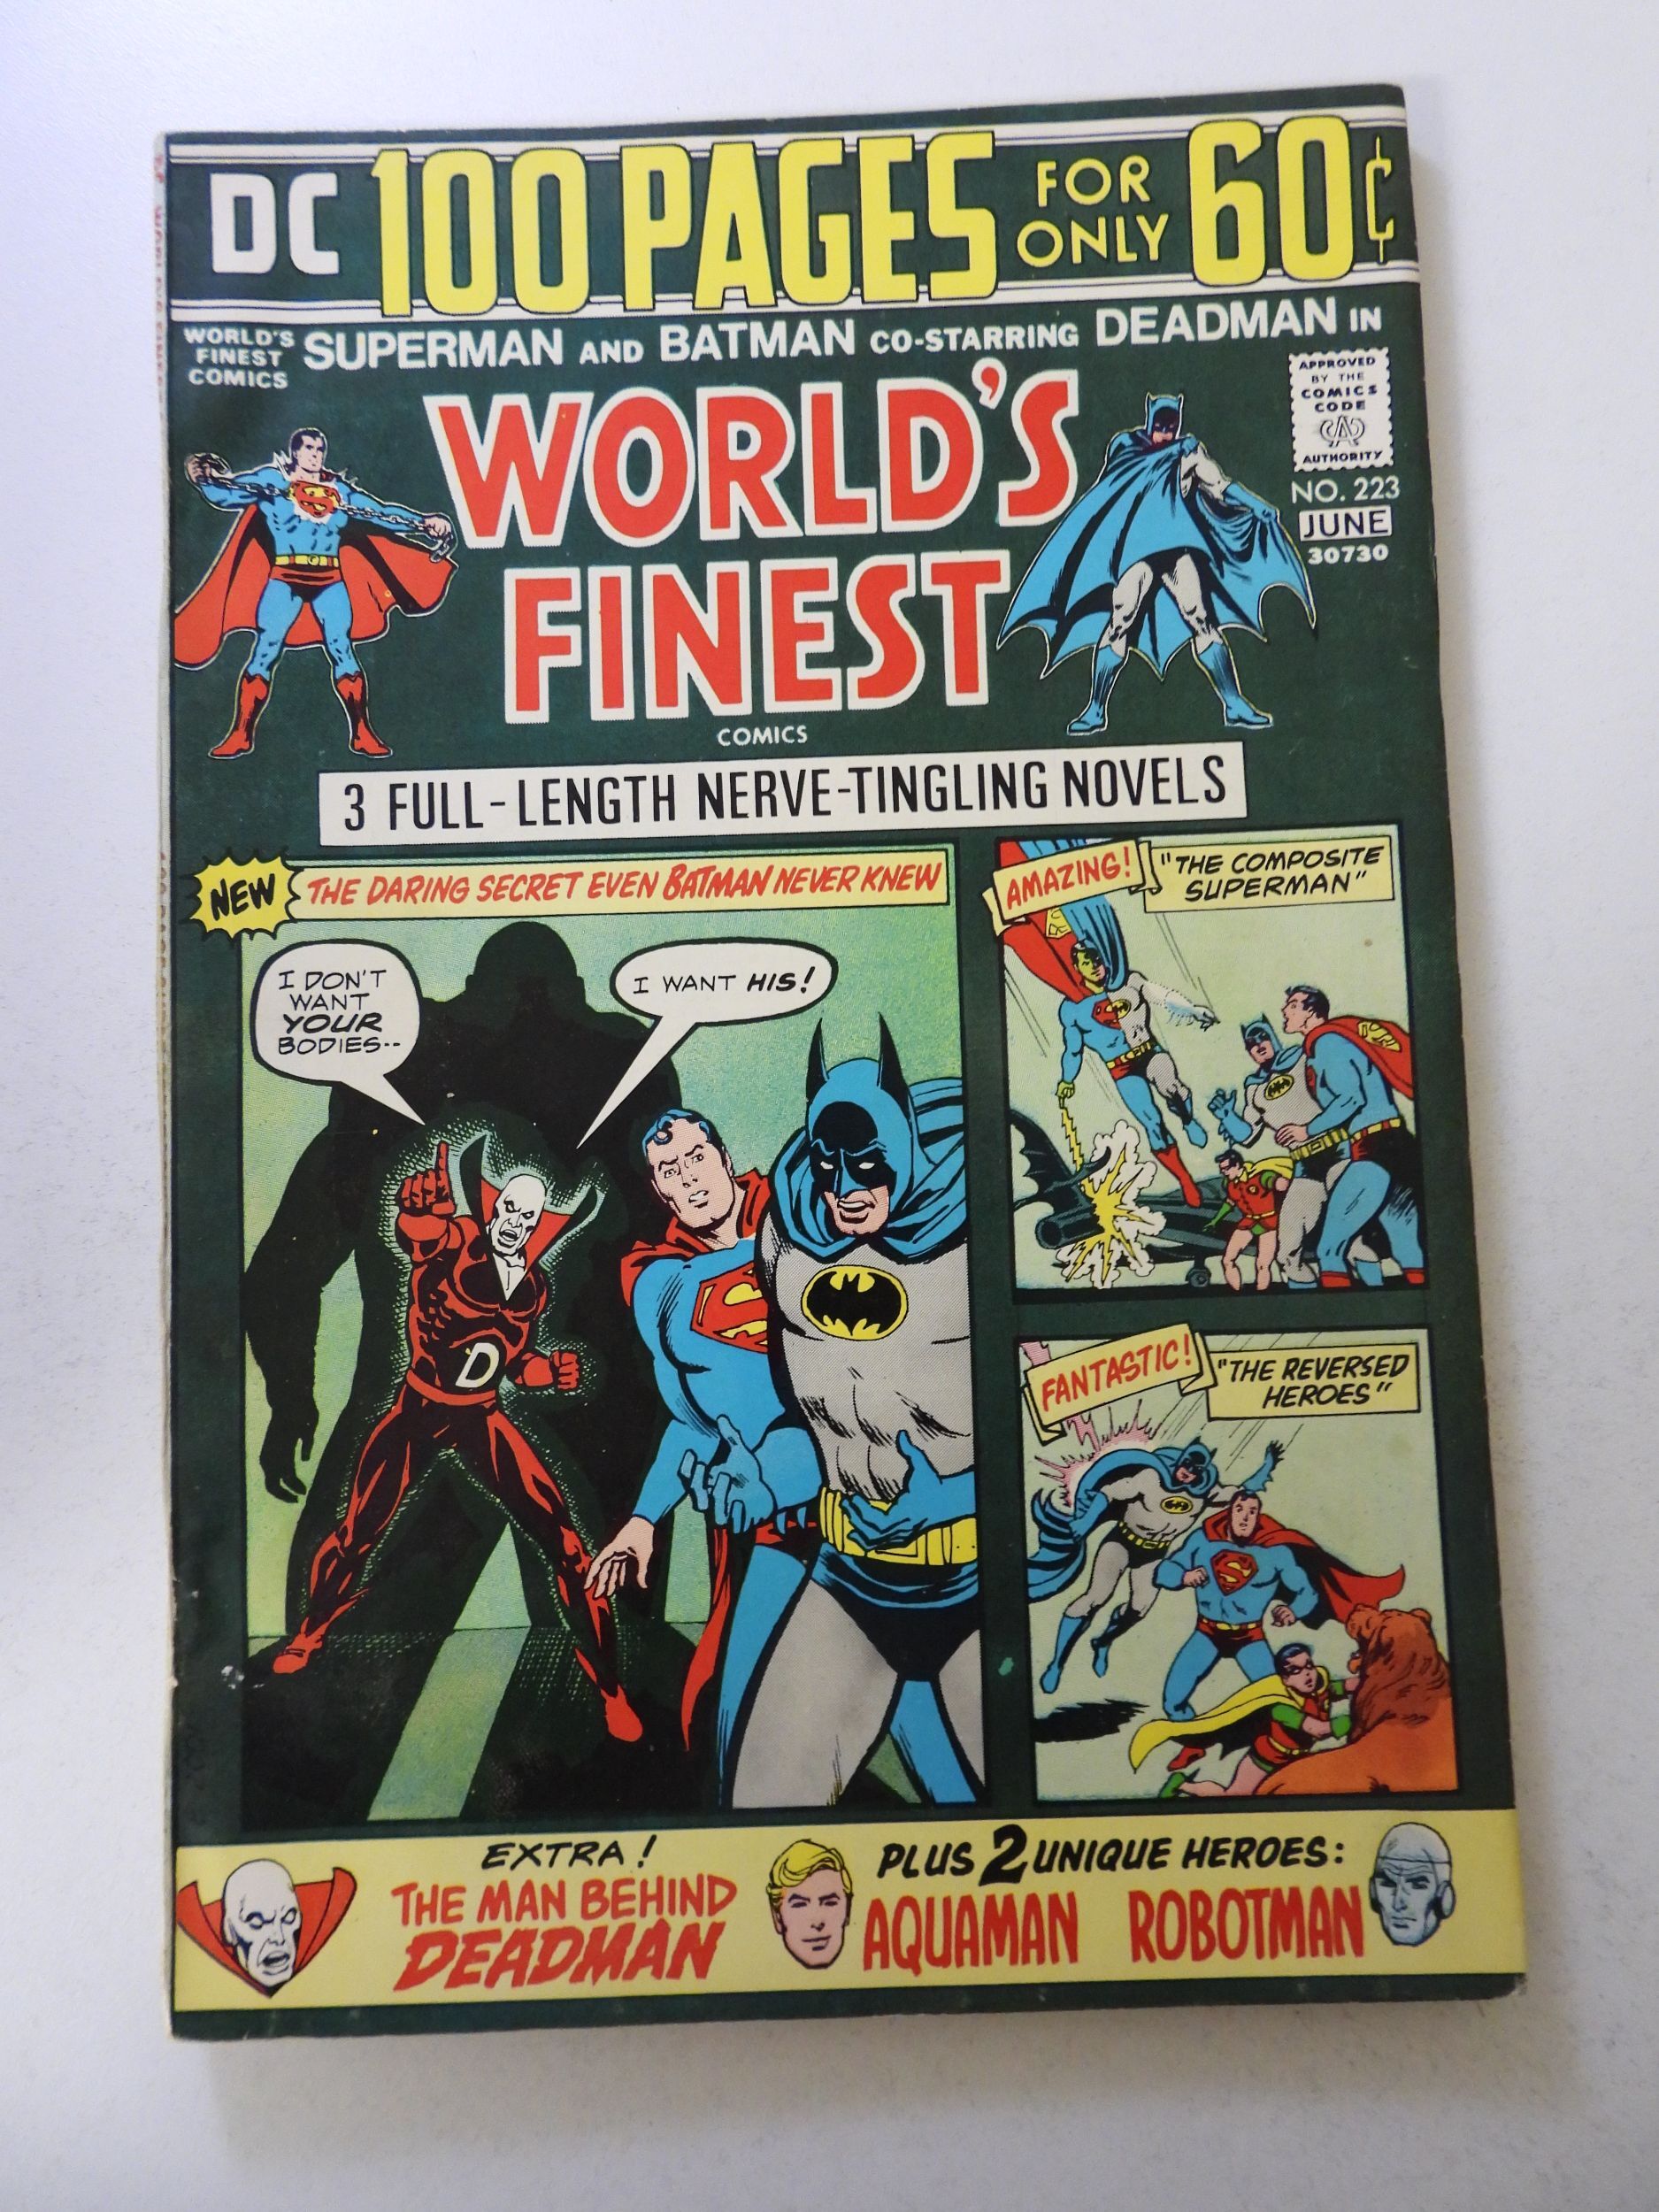 DC 100 PAGES FOR ONLY 60¢
WORLD'S FINEST COMICS
SUPERMAN AND BATMAN CO-STARRING DEADMAN IN
WORLD'S
FINEST
COMICS
APPROVED
BY THE
COMICS
CODE
CA
AUTHORITY
NO. 223
JUNE
30730
3 FULL-LENGTH NERVE-TINGLING NOVELS
NEW
THE DARING SECRET EVEN BATMAN NEVER KNEW
I DON'T
WANT
YOUR
BODIES--
I WANT HIS!
D
AMAZING!
"THE COMPOSITE
SUPERMAN"
FANTASTIC!
"THE REVERSED
HEROES"
EXTRA!
THE MAN BEHIND
DEADMAN
PLUS 2 UNIQUE HEROES:
AQUAMAN ROBOTMAN